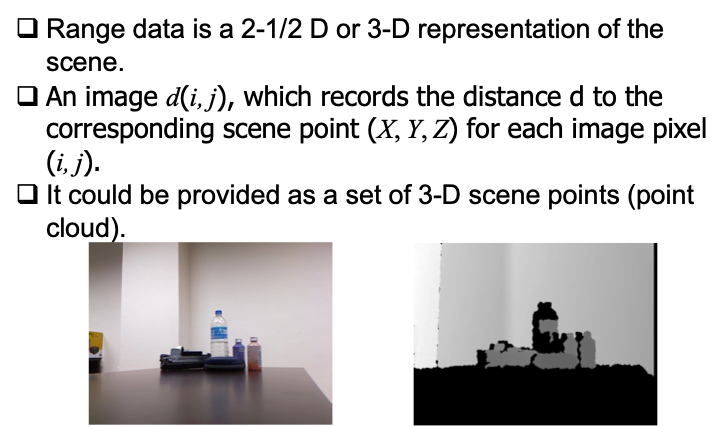 ❑ Range data is a 2-1/2 D or 3-D representation of the
scene.
❑ An image d(i, j), which records the distance d to the
corresponding scene point (X, Y, Z) for each image pixel
(i, j).
❑ It could be provided as a set of 3-D scene points (point
cloud).